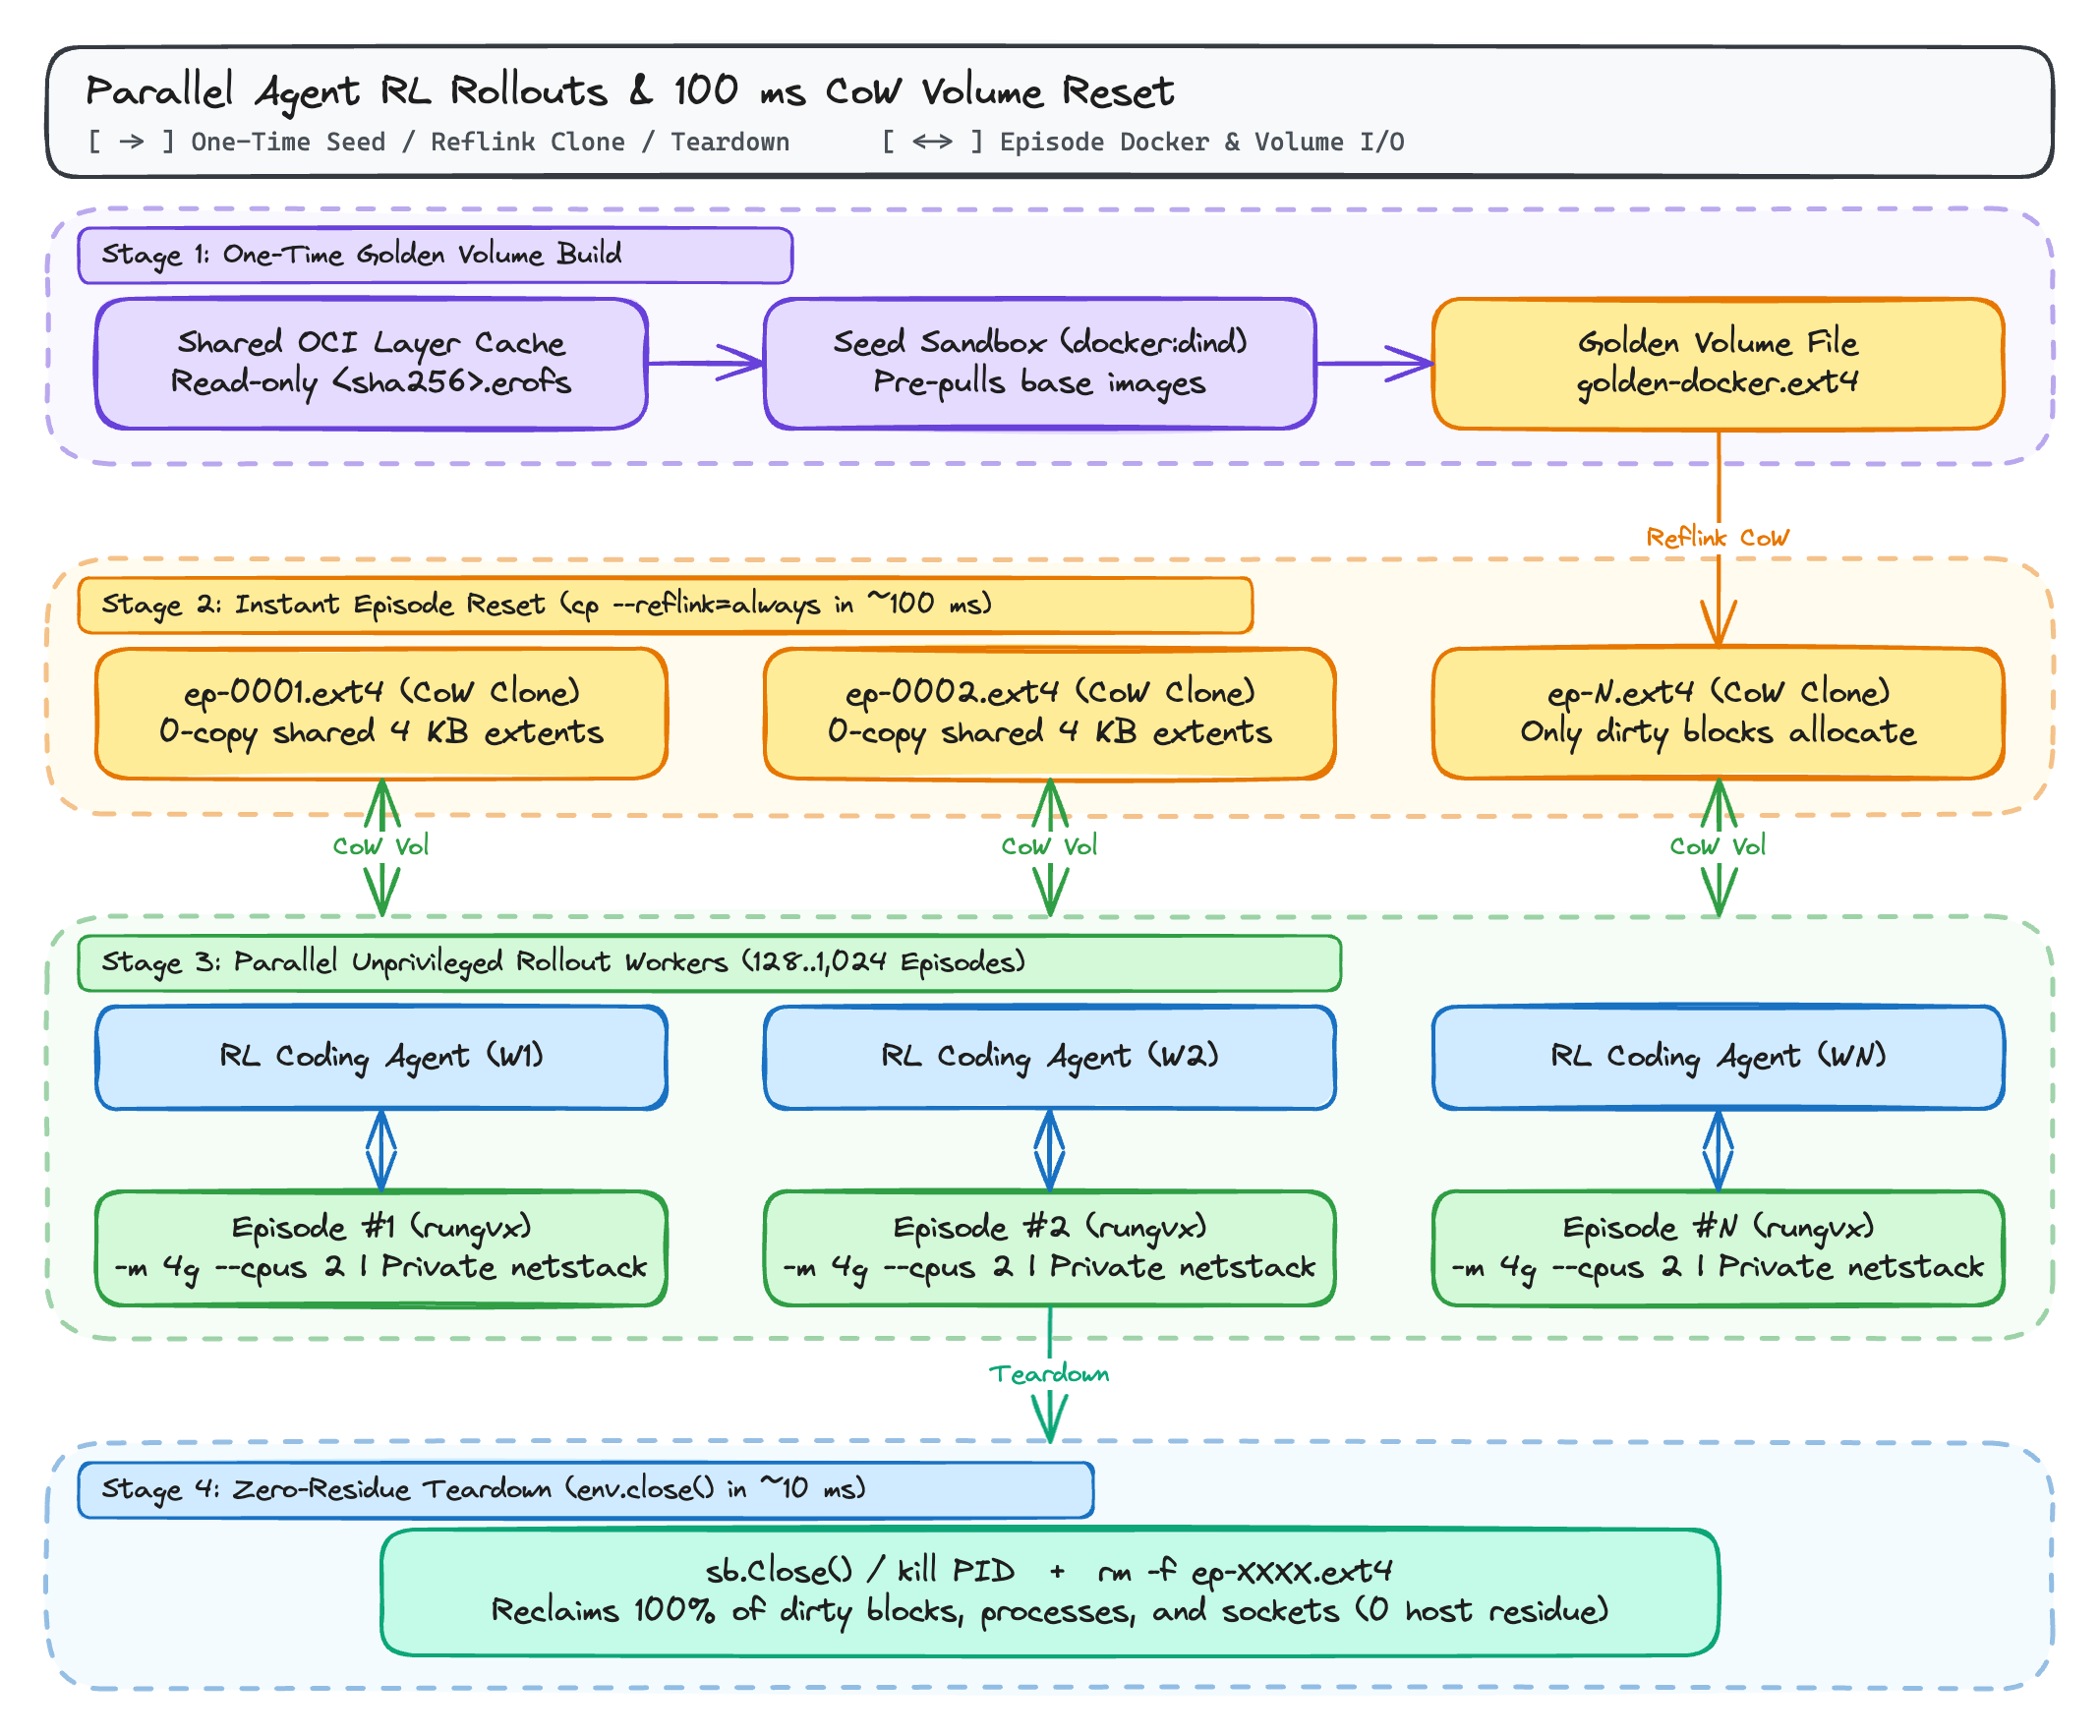 Parallel Agent RL Rollouts & 100 ms CoW Volume Reset
[ → ] One-Time Seed / Reflink Clone / Teardown [ ↔ ] Episode Docker & Volume I/O
Stage 1: One-Time Golden Volume Build
Shared OCI Layer Cache
Read-only <sha256>.erofs
Seed Sandbox (docker:dind)
Pre-pulls base images
Golden Volume File
golden-docker.ext4
Reflink CoW
Stage 2: Instant Episode Reset (cp --reflink=always in ~100 ms)
ep-0001.ext4 (CoW Clone)
0-copy shared 4 KB extents
ep-0002.ext4 (CoW Clone)
0-copy shared 4 KB extents
ep-N.ext4 (CoW Clone)
Only dirty blocks allocate
CoW Vol
CoW Vol
CoW Vol
Stage 3: Parallel Unprivileged Rollout Workers (128..1,024 Episodes)
RL Coding Agent (W1)
RL Coding Agent (W2)
RL Coding Agent (WN)
Episode #1 (rungvx)
-m 4g --cpus 2 | Private netstack
Episode #2 (rungvx)
-m 4g --cpus 2 | Private netstack
Episode #N (rungvx)
-m 4g --cpus 2 | Private netstack
Teardown
Stage 4: Zero-Residue Teardown (env.close() in ~10 ms)
sb.Close() / kill PID + rm -f ep-XXXX.ext4
Reclaims 100% of dirty blocks, processes, and sockets (0 host residue)